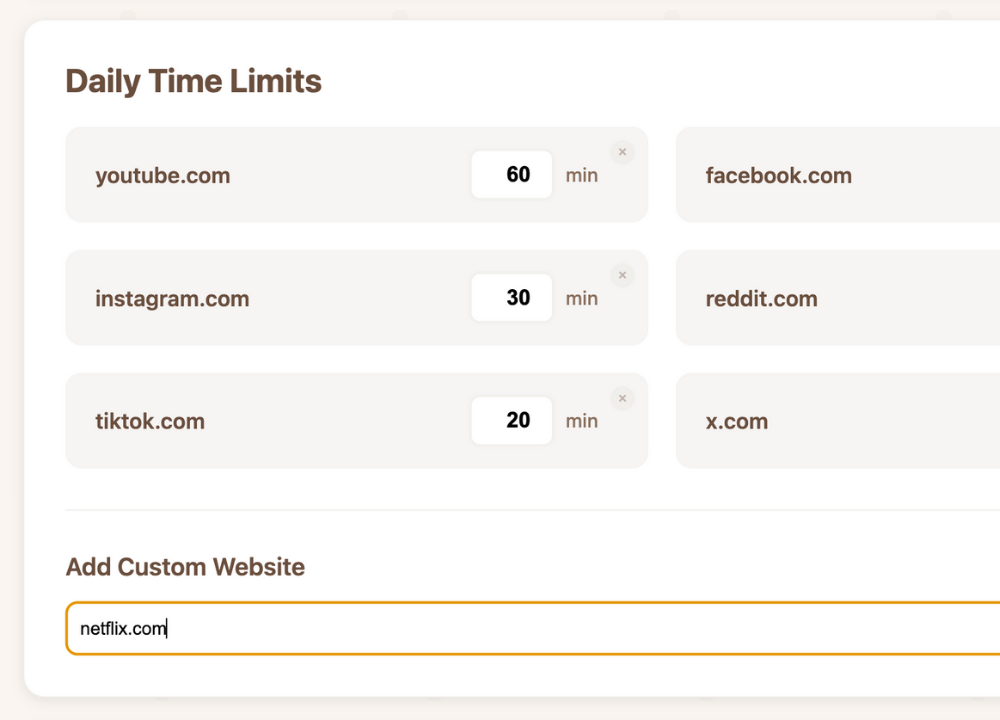 Daily Time Limits
youtube.com 60 min ×
facebook.com
instagram.com 30 min ×
reddit.com
tiktok.com 20 min ×
x.com
Add Custom Website
netflix.com